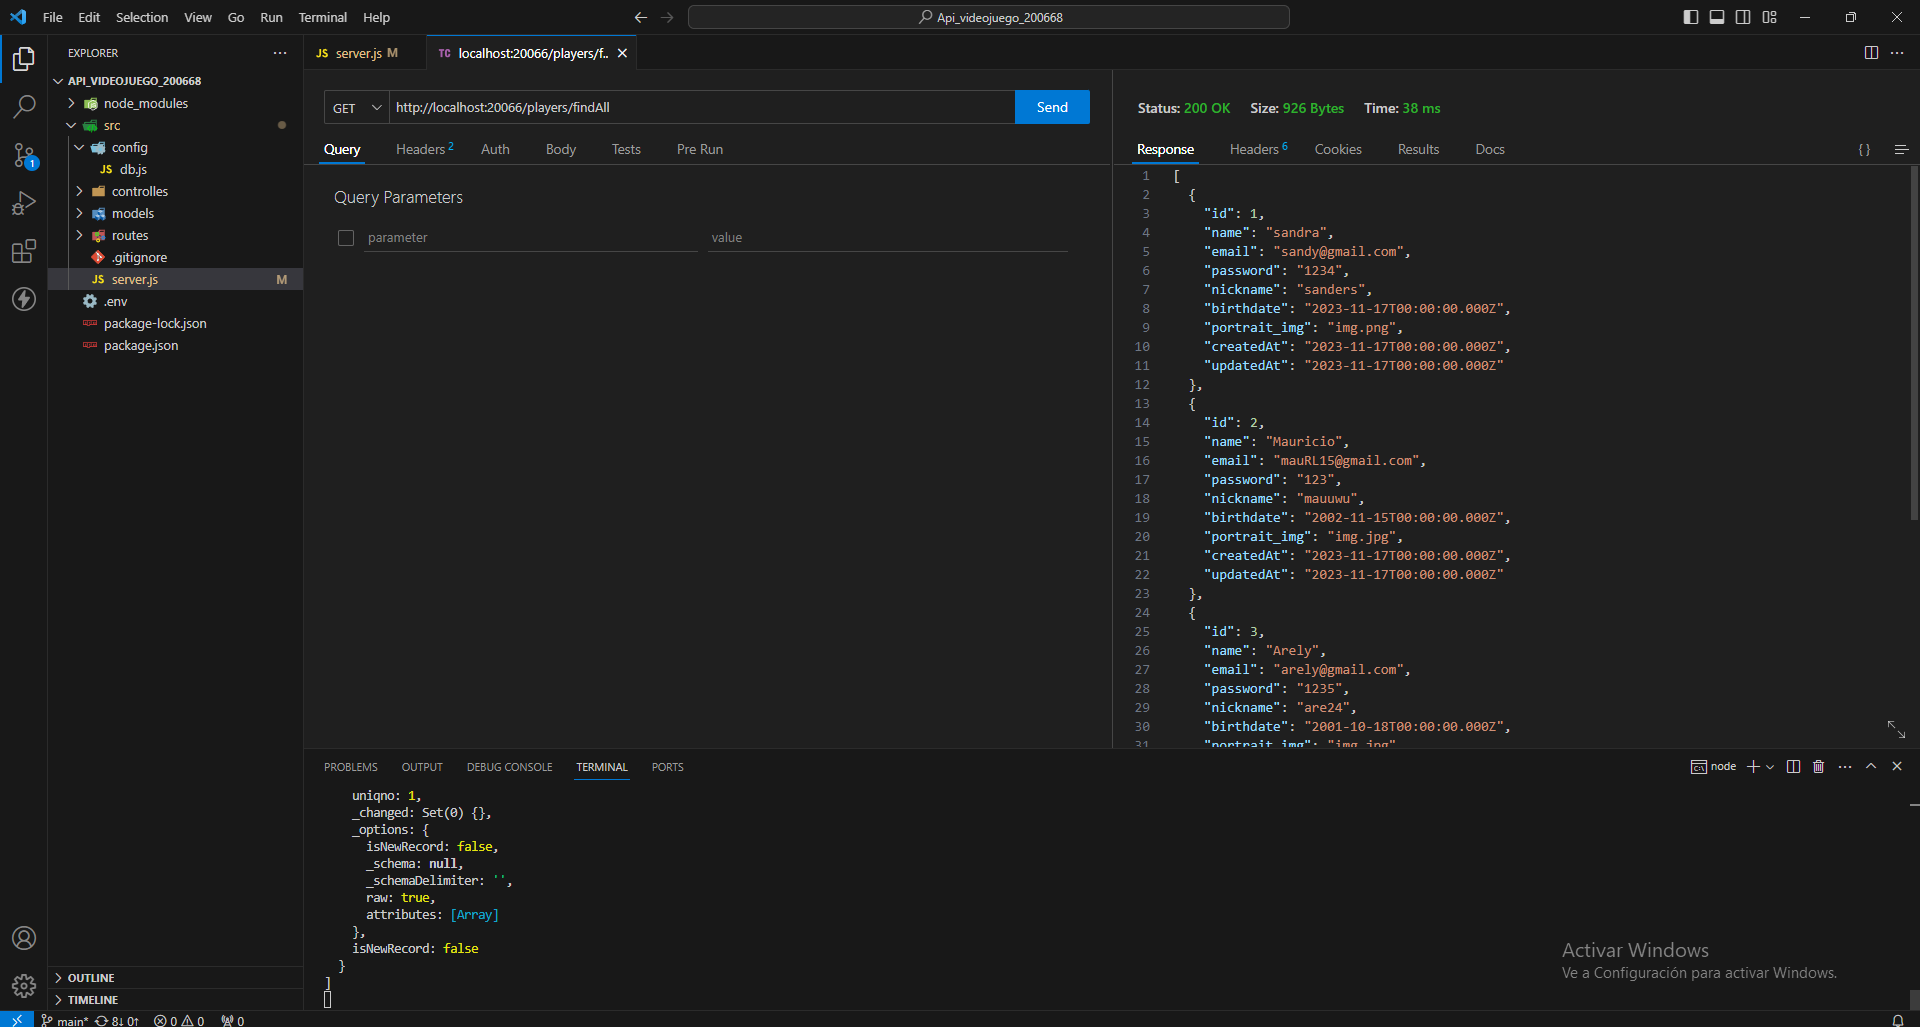 File Edit Selection View Go Run Terminal Help
Api_videojuego_200668
EXPLORER
API_VIDEOJUEGO_200668
node_modules
src
config
JS db.js
controlles
models
routes
.gitignore
JS server.js M
.env
package-lock.json
package.json
OUTLINE
TIMELINE
1
JS server.js M
TC localhost:20066/players/f..
GET http://localhost:20066/players/findAll Send
Query Headers 2 Auth Body Tests Pre Run
Query Parameters
parameter value
Status: 200 OK Size: 926 Bytes Time: 38 ms
Response Headers 6 Cookies Results Docs { }
1 [
2 {
3 "id": 1,
4 "name": "sandra",
5 "email": "sandy@gmail.com",
6 "password": "1234",
7 "nickname": "sanders",
8 "birthdate": "2023-11-17T00:00:00.000Z",
9 "portrait_img": "img.png",
10 "createdAt": "2023-11-17T00:00:00.000Z",
11 "updatedAt": "2023-11-17T00:00:00.000Z"
12 },
13 {
14 "id": 2,
15 "name": "Mauricio",
16 "email": "mauRL15@gmail.com",
17 "password": "123",
18 "nickname": "mauuwu",
19 "birthdate": "2002-11-15T00:00:00.000Z",
20 "portrait_img": "img.jpg",
21 "createdAt": "2023-11-17T00:00:00.000Z",
22 "updatedAt": "2023-11-17T00:00:00.000Z"
23 },
24 {
25 "id": 3,
26 "name": "Arely",
27 "email": "arely@gmail.com",
28 "password": "1235",
29 "nickname": "are24",
30 "birthdate": "2001-10-18T00:00:00.000Z",
31 "portrait_img":
PROBLEMS OUTPUT DEBUG CONSOLE TERMINAL PORTS
node
uniqno: 1,
_changed: Set(0) {},
_options: {
isNewRecord: false,
_schema: null,
_schemaDelimiter: '',
raw: true,
attributes: [Array]
},
isNewRecord: false
}
]
Activar Windows
Ve a Configuración para activar Windows.
main* 8↓ 0↑ 0 0 0